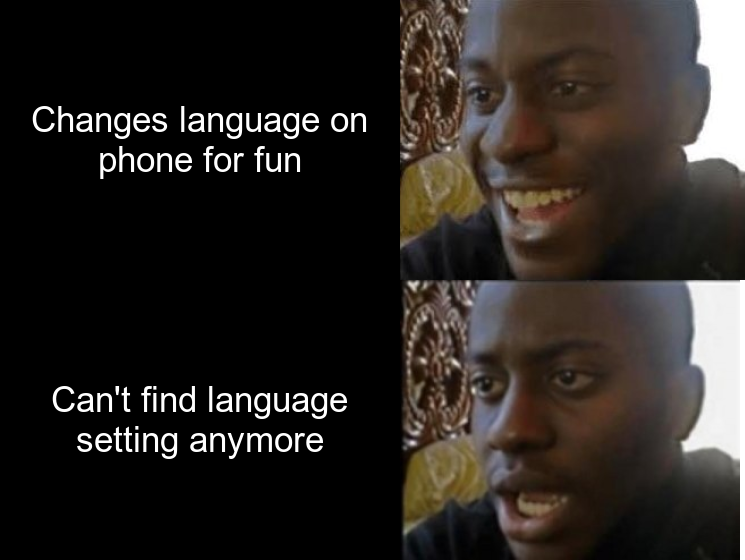 Changes language on
phone for fun
Can't find language
setting anymore